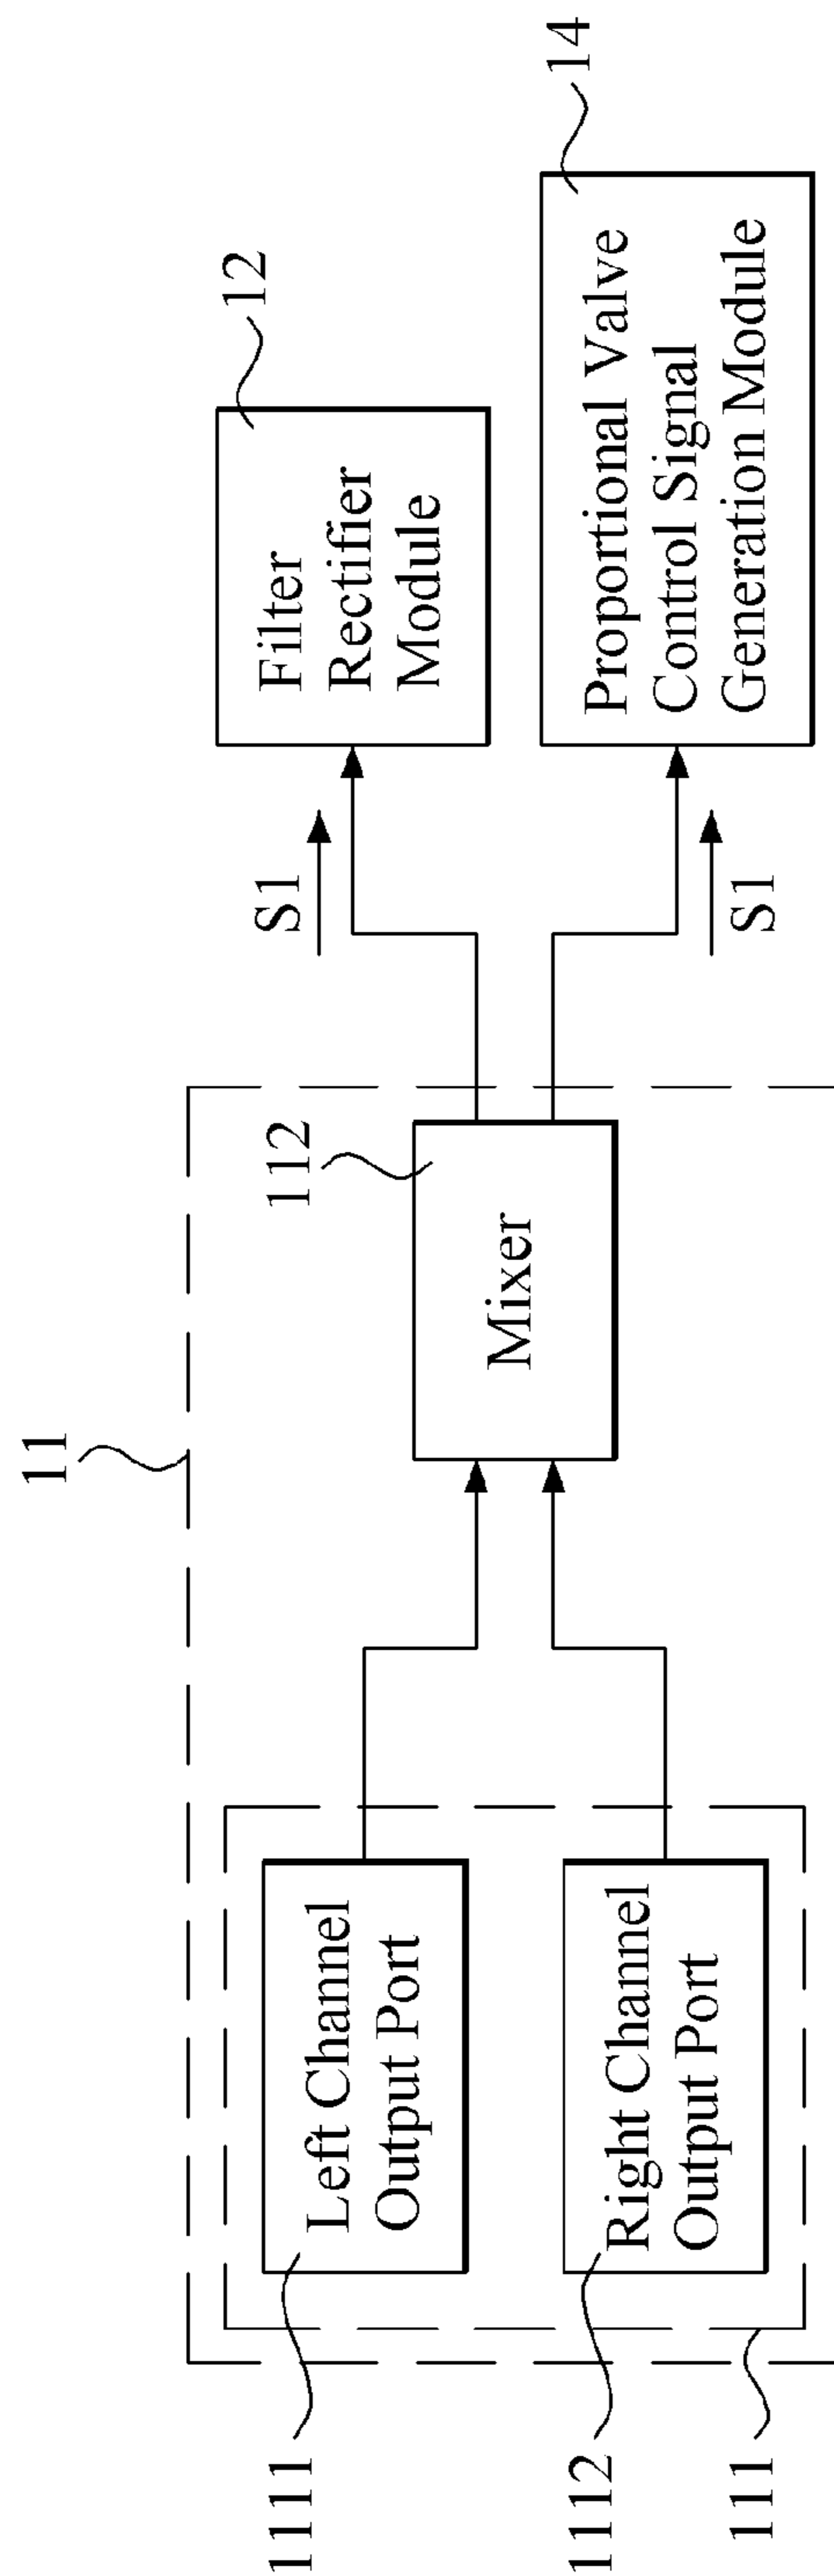 11
1111
Left Channel
Output Port
1112
Right Channel
Output Port
111
112
Mixer
S1
S1
12
Filter
Rectifier
Module
14
Proportional Valve
Control Signal
Generation Module